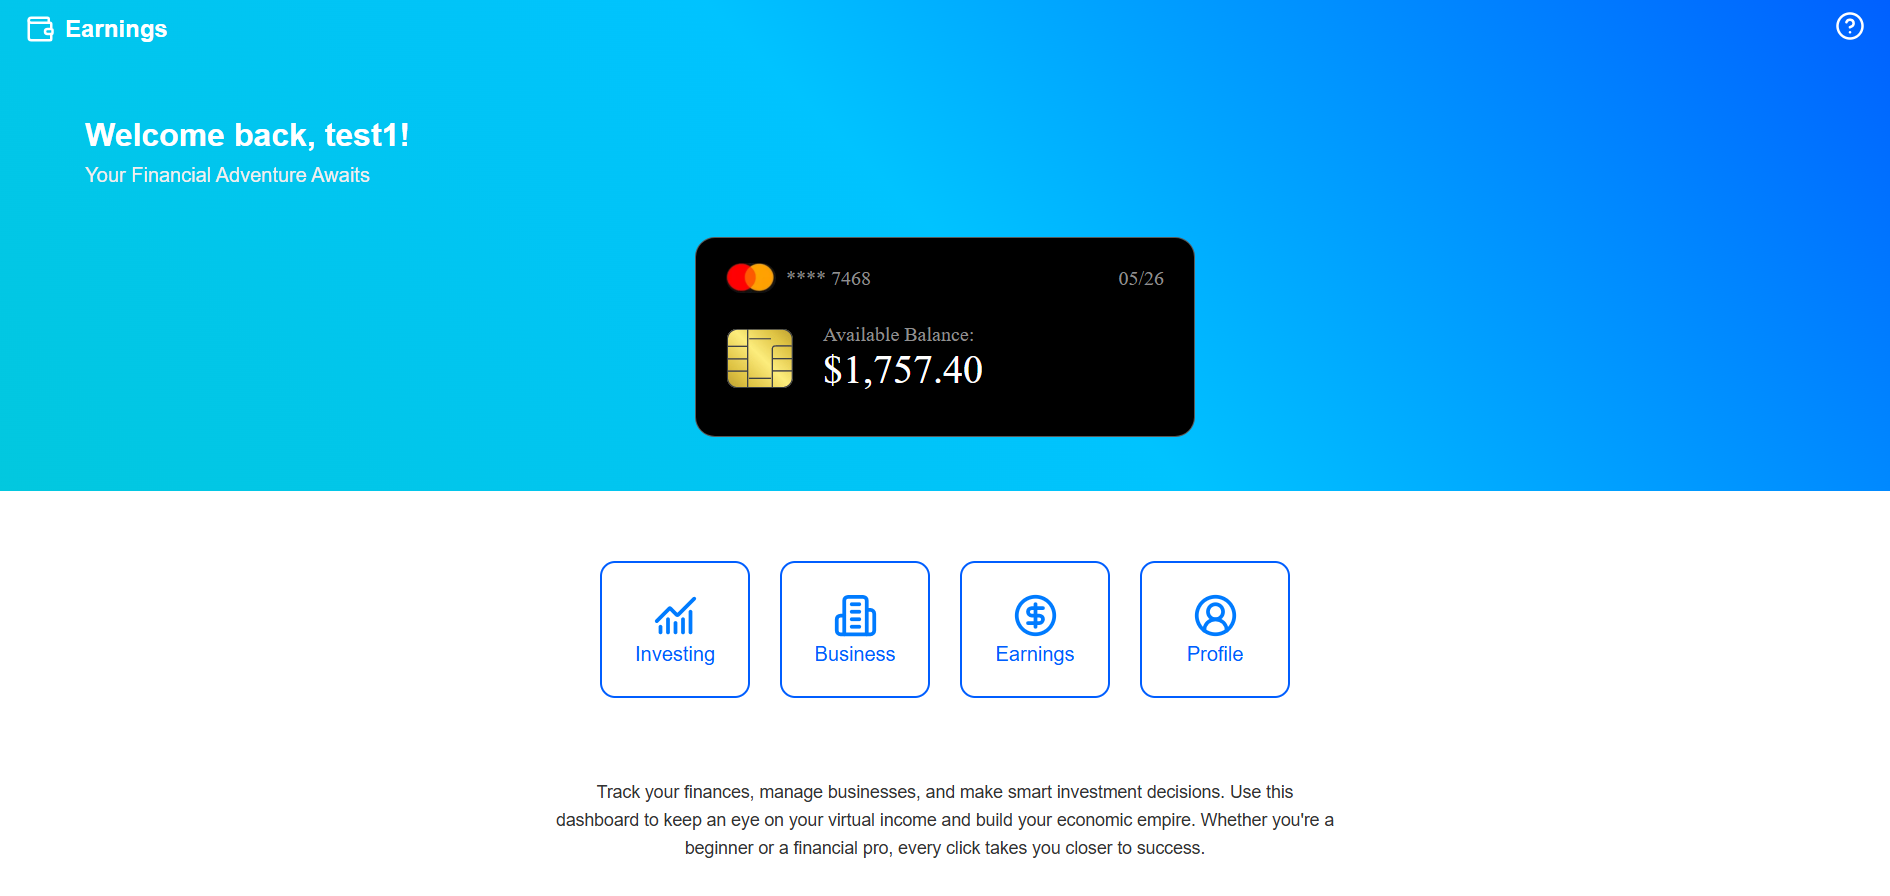 Earnings
Welcome back, test1!
Your Financial Adventure Awaits
**** 7468
05/26
Available Balance:
$1,757.40
Investing
Business
Earnings
Profile
Track your finances, manage businesses, and make smart investment decisions. Use this
dashboard to keep an eye on your virtual income and build your economic empire. Whether you're a
beginner or a financial pro, every click takes you closer to success.